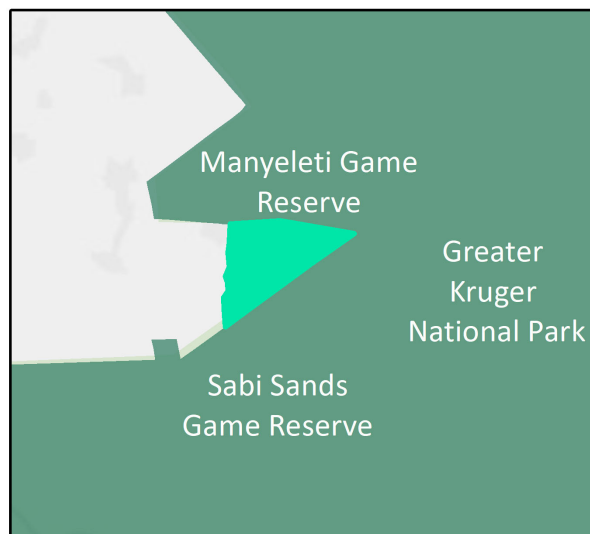 Manyeleti Game
Reserve
Greater
Kruger
National Park
Sabi Sands
Game Reserve